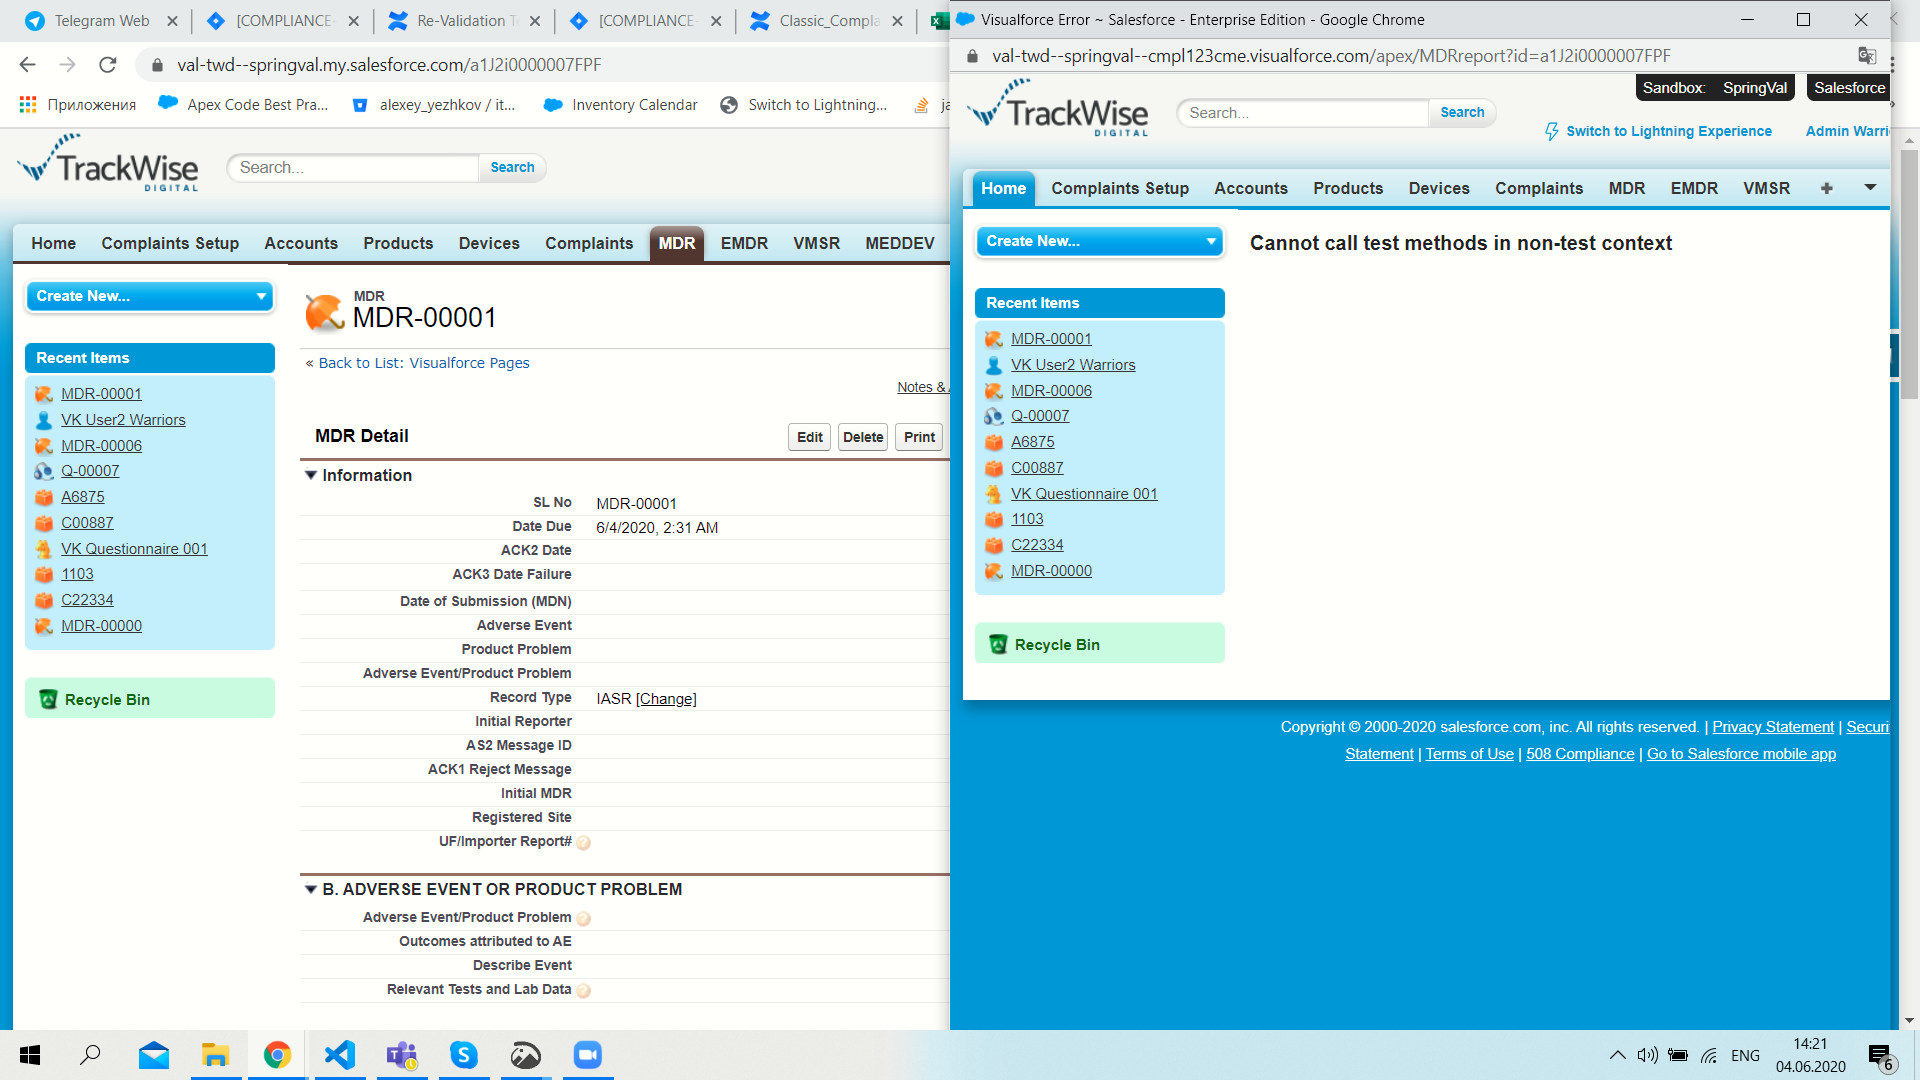 Telegram Web
[COMPLIANCE-
Re-Validation T
[COMPLIANCE-
Classic_Compla
val-twd--springval.my.salesforce.com/a1J2i0000007FPF
Приложения
Apex Code Best Pra...
alexey_yezhkov / it...
Inventory Calendar
Switch to Lightning...
ja
TrackWise
DIGITAL
Search...
Search
Home
Complaints Setup
Accounts
Products
Devices
Complaints
MDR
EMDR
VMSR
MEDDEV
Create New...
Recent Items
MDR-00001
VK User2 Warriors
MDR-00006
Q-00007
A6875
C00887
VK Questionnaire 001
1103
C22334
MDR-00000
Recycle Bin
MDR
MDR-00001
« Back to List: Visualforce Pages
Notes &
MDR Detail
Edit
Delete
Print
Information
SL No MDR-00001
Date Due 6/4/2020, 2:31 AM
ACK2 Date
ACK3 Date Failure
Date of Submission (MDN)
Adverse Event
Product Problem
Adverse Event/Product Problem
Record Type IASR [Change]
Initial Reporter
AS2 Message ID
ACK1 Reject Message
Initial MDR
Registered Site
UF/Importer Report#
B. ADVERSE EVENT OR PRODUCT PROBLEM
Adverse Event/Product Problem
Outcomes attributed to AE
Describe Event
Relevant Tests and Lab Data
Visualforce Error ~ Salesforce - Enterprise Edition - Google Chrome
val-twd--springval--cmpl123cme.visualforce.com/apex/MDRreport?id=a1J2i0000007FPF
TrackWise
DIGITAL
Search...
Search
Sandbox: SpringVal
Salesforce
Switch to Lightning Experience
Admin Warri
Home
Complaints Setup
Accounts
Products
Devices
Complaints
MDR
EMDR
VMSR
Create New...
Cannot call test methods in non-test context
Recent Items
MDR-00001
VK User2 Warriors
MDR-00006
Q-00007
A6875
C00887
VK Questionnaire 001
1103
C22334
MDR-00000
Recycle Bin
Copyright © 2000-2020 salesforce.com, inc. All rights reserved. | Privacy Statement | Securi
Statement | Terms of Use | 508 Compliance | Go to Salesforce mobile app
ENG
14:21
04.06.2020
6